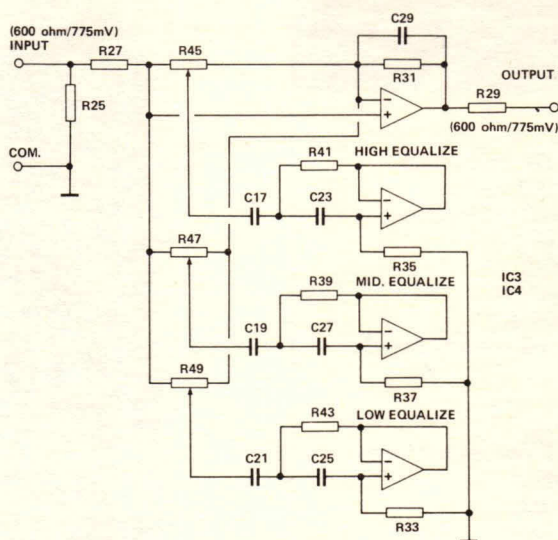 (600 ohm/775mV)
INPUT
R27
R45
C29
R31
OUTPUT
R29
(600 ohm/775mV)
R25
COM.
HIGH EQUALIZE
R41
C17
C23
R35
R47
IC3
IC4
MID. EQUALIZE
R39
C19
C27
R37
R49
LOW EQUALIZE
R43
C21
C25
R33